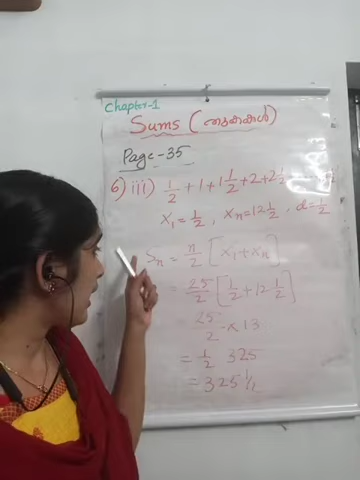 Chapter-1
Sums (തുകകൾ)
Page-35
6) iii) 1/2 + 1 + 1 1/2 + 2 + 2 1/2
x₁ = 1/2, xₙ = 12 1/2, d = 1/2
Sₙ = n/2 [x₁ + xₙ]
= 25/2 [1/2 + 12 1/2]
25/2 × 13
= 1/2 325
= 325 1/2